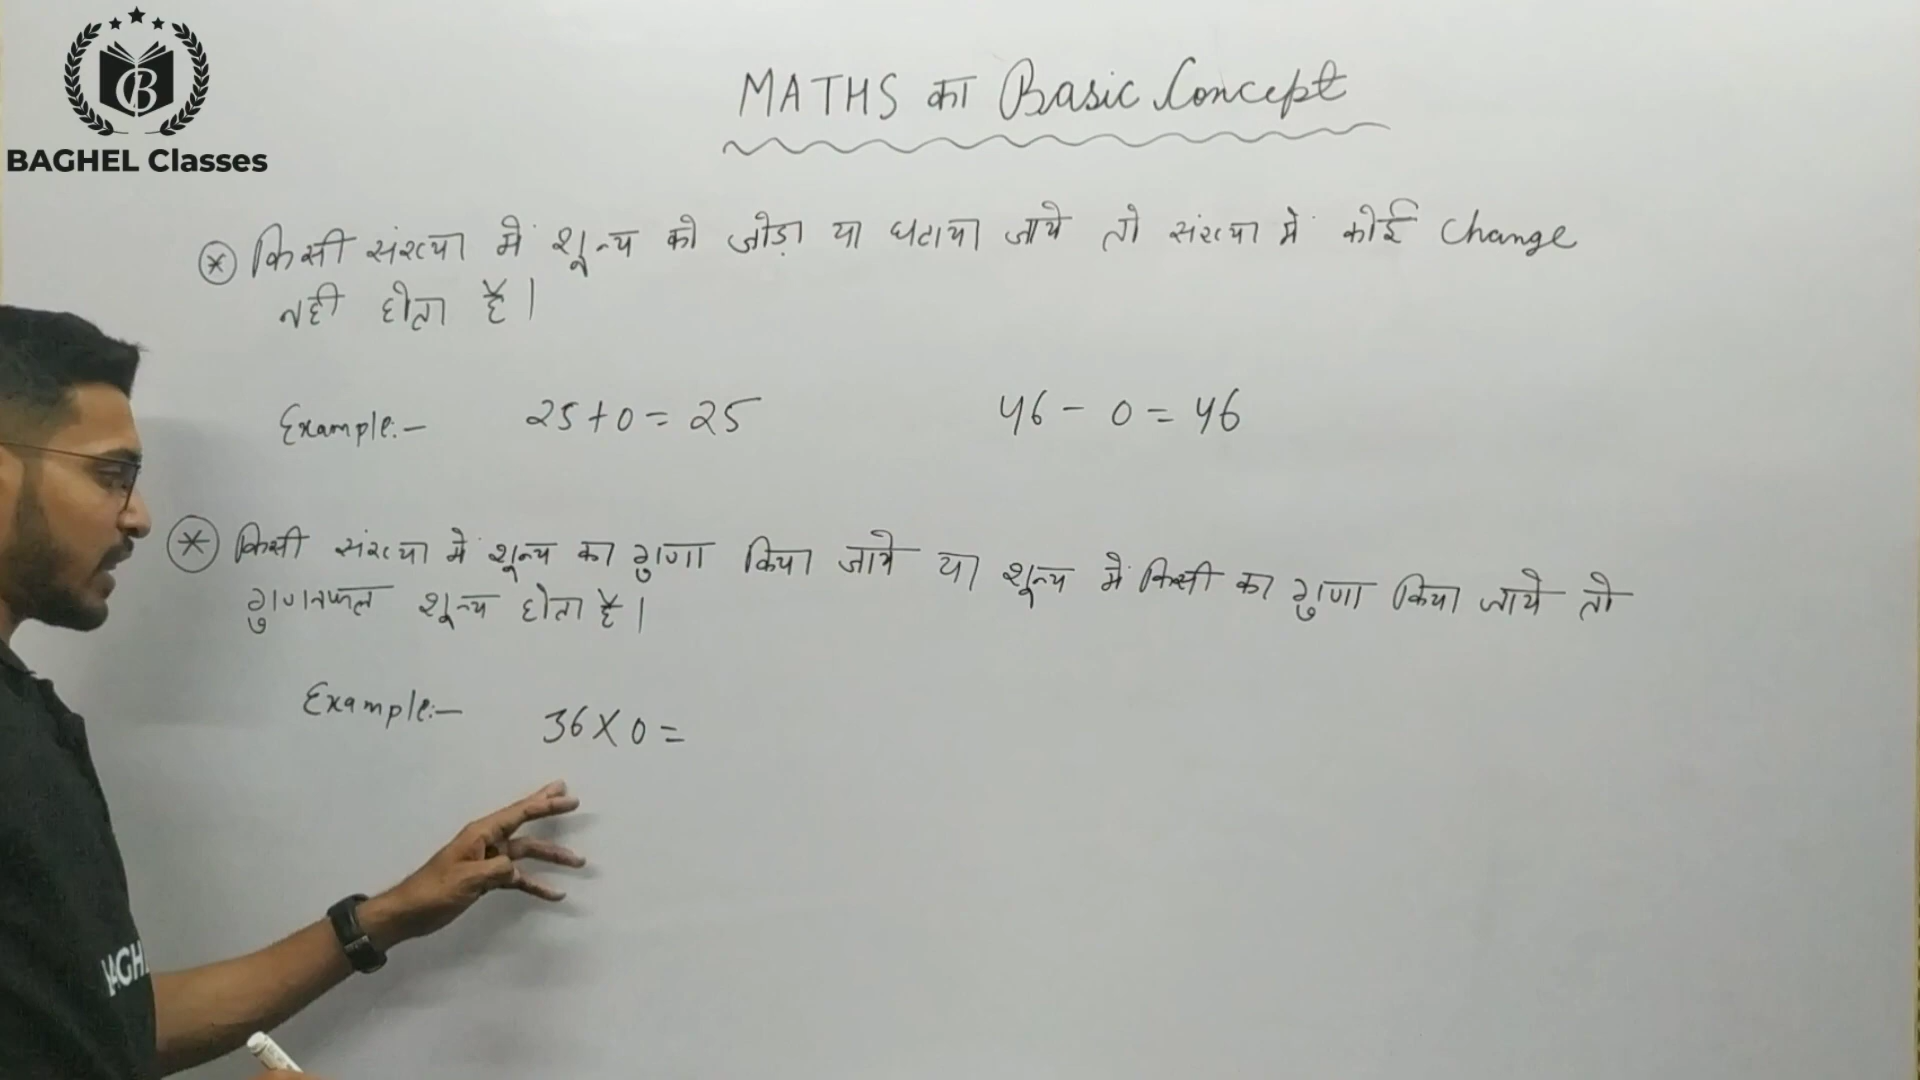 BAGHEL Classes
MATHS का Basic Concept
* किसी संख्या में शून्य को जोड़ा या घटाया जाये तो संख्या में कोई change
नही होता है।
Example:- 25+0=25 46-0=46
* किसी संख्या में शून्य का गुणा किया जाये या शून्य में किसी का गुणा किया जाये तो
गुणनफल शून्य होता है।
Example:- 36×0=